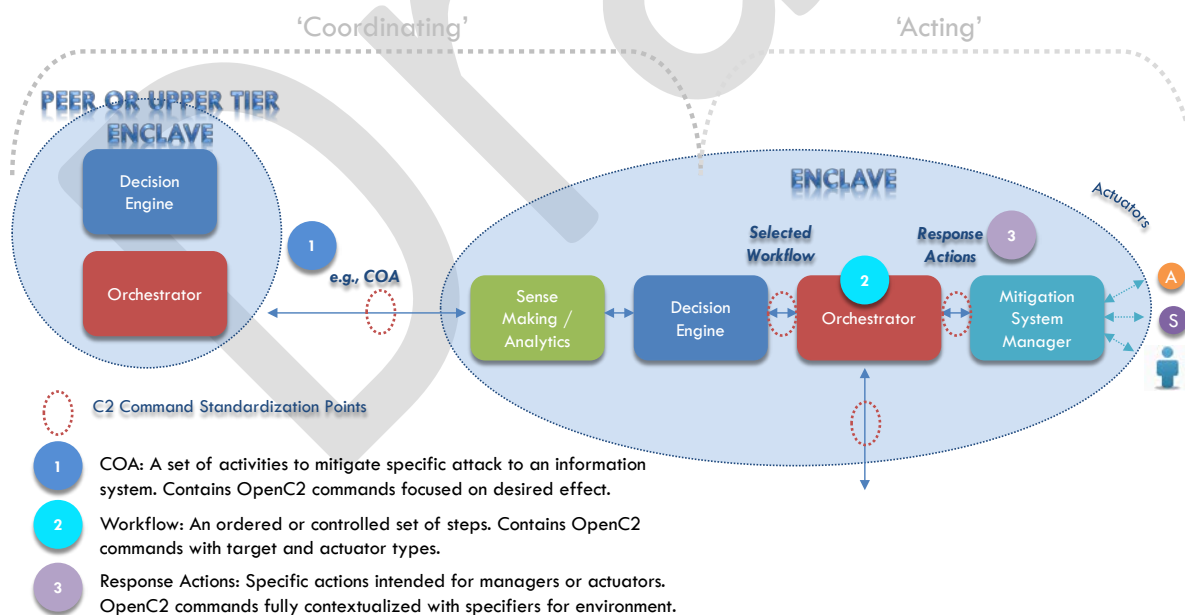 'Coordinating'
'Acting'
PEER OR UPPER TIER
ENCLAVE
Decision
Engine
Orchestrator
1
e.g., COA
ENCLAVE
Actuators
Selected
Workflow
Response
Actions
3
Sense
Making /
Analytics
Decision
Engine
2
Orchestrator
Mitigation
System
Manager
A
S
C2 Command Standardization Points
1
COA: A set of activities to mitigate specific attack to an information
system. Contains OpenC2 commands focused on desired effect.
2
Workflow: An ordered or controlled set of steps. Contains OpenC2
commands with target and actuator types.
3
Response Actions: Specific actions intended for managers or actuators.
OpenC2 commands fully contextualized with specifiers for environment.